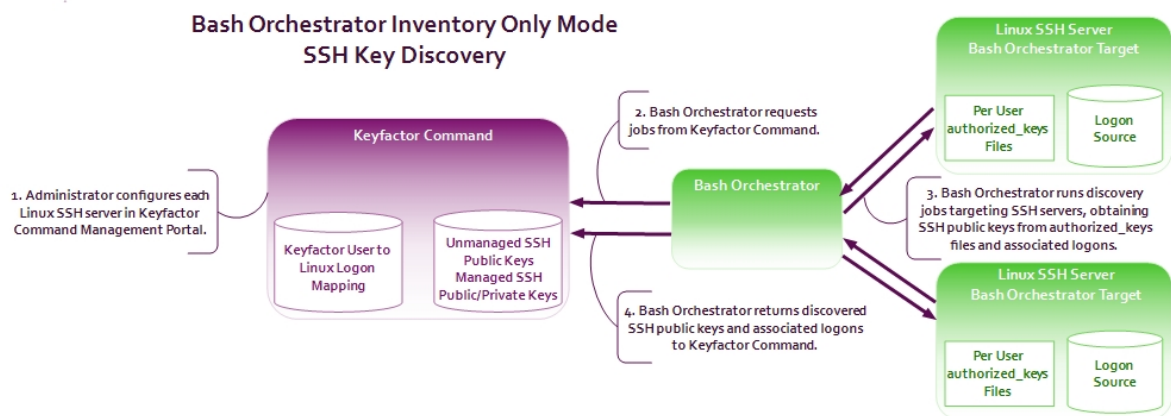 Bash Orchestrator Inventory Only Mode
SSH Key Discovery
1. Administrator configures each
Linux SSH server in Keyfactor
Command Management Portal.
Keyfactor Command
Keyfactor User to
Linux Logon
Mapping
Unmanaged SSH
Public Keys
Managed SSH
Public/Private Keys
2. Bash Orchestrator requests
jobs from Keyfactor Command.
Bash Orchestrator
4. Bash Orchestrator returns discovered
SSH public keys and associated logons
to Keyfactor Command.
Linux SSH Server
Bash Orchestrator Target
Per User
authorized_keys
Files
Logon
Source
3. Bash Orchestrator runs discovery
jobs targeting SSH servers, obtaining
SSH public keys from authorized_keys
files and associated logons.
Linux SSH Server
Bash Orchestrator Target
Per User
authorized_keys
Files
Logon
Source